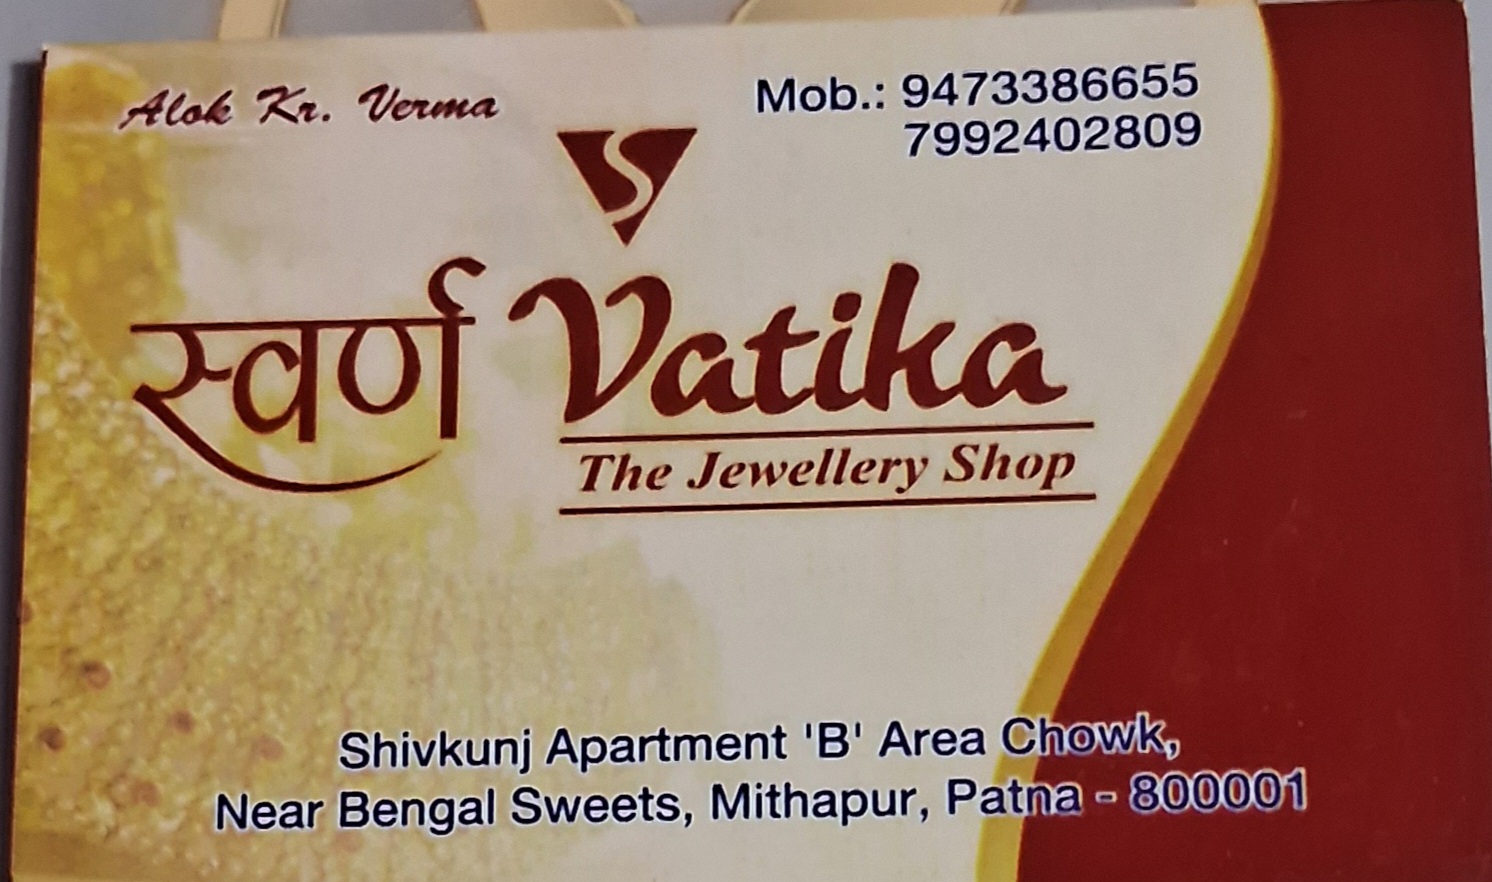 Alok Kr. Verma
Mob.: 9473386655
7992402809
VS
स्वर्ण Vatika
The Jewellery Shop
Shivkunj Apartment 'B' Area Chowk,
Near Bengal Sweets, Mithapur, Patna - 800001